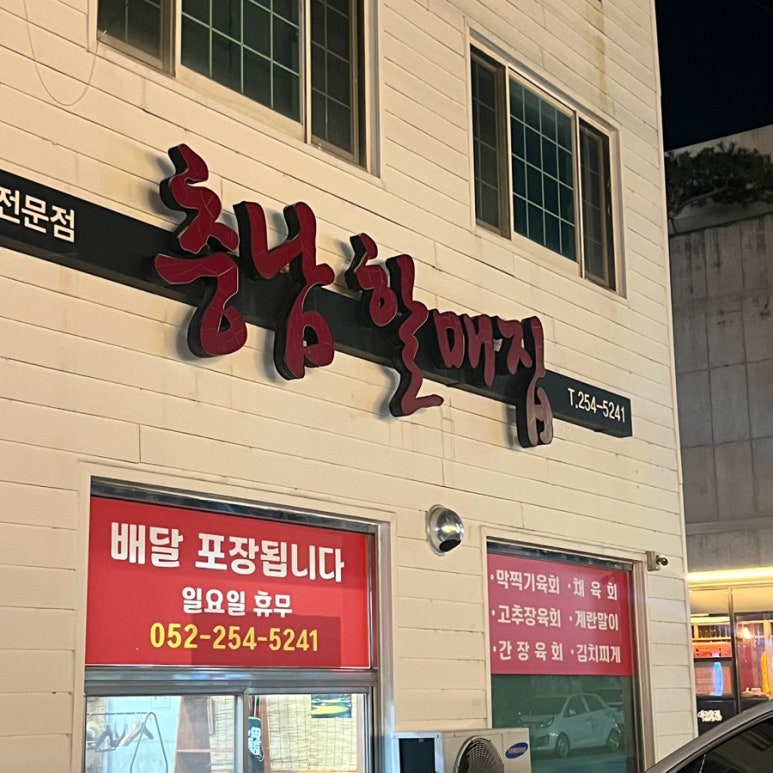 전문점
충남할매집
T.254-5241
배달 포장됩니다
일요일 휴무
052-254-5241
·막찍기육회 ·채 육 회
·고추장육회 ·계란말이
·간 장 육 회 ·김치찌게
SAMSUNG